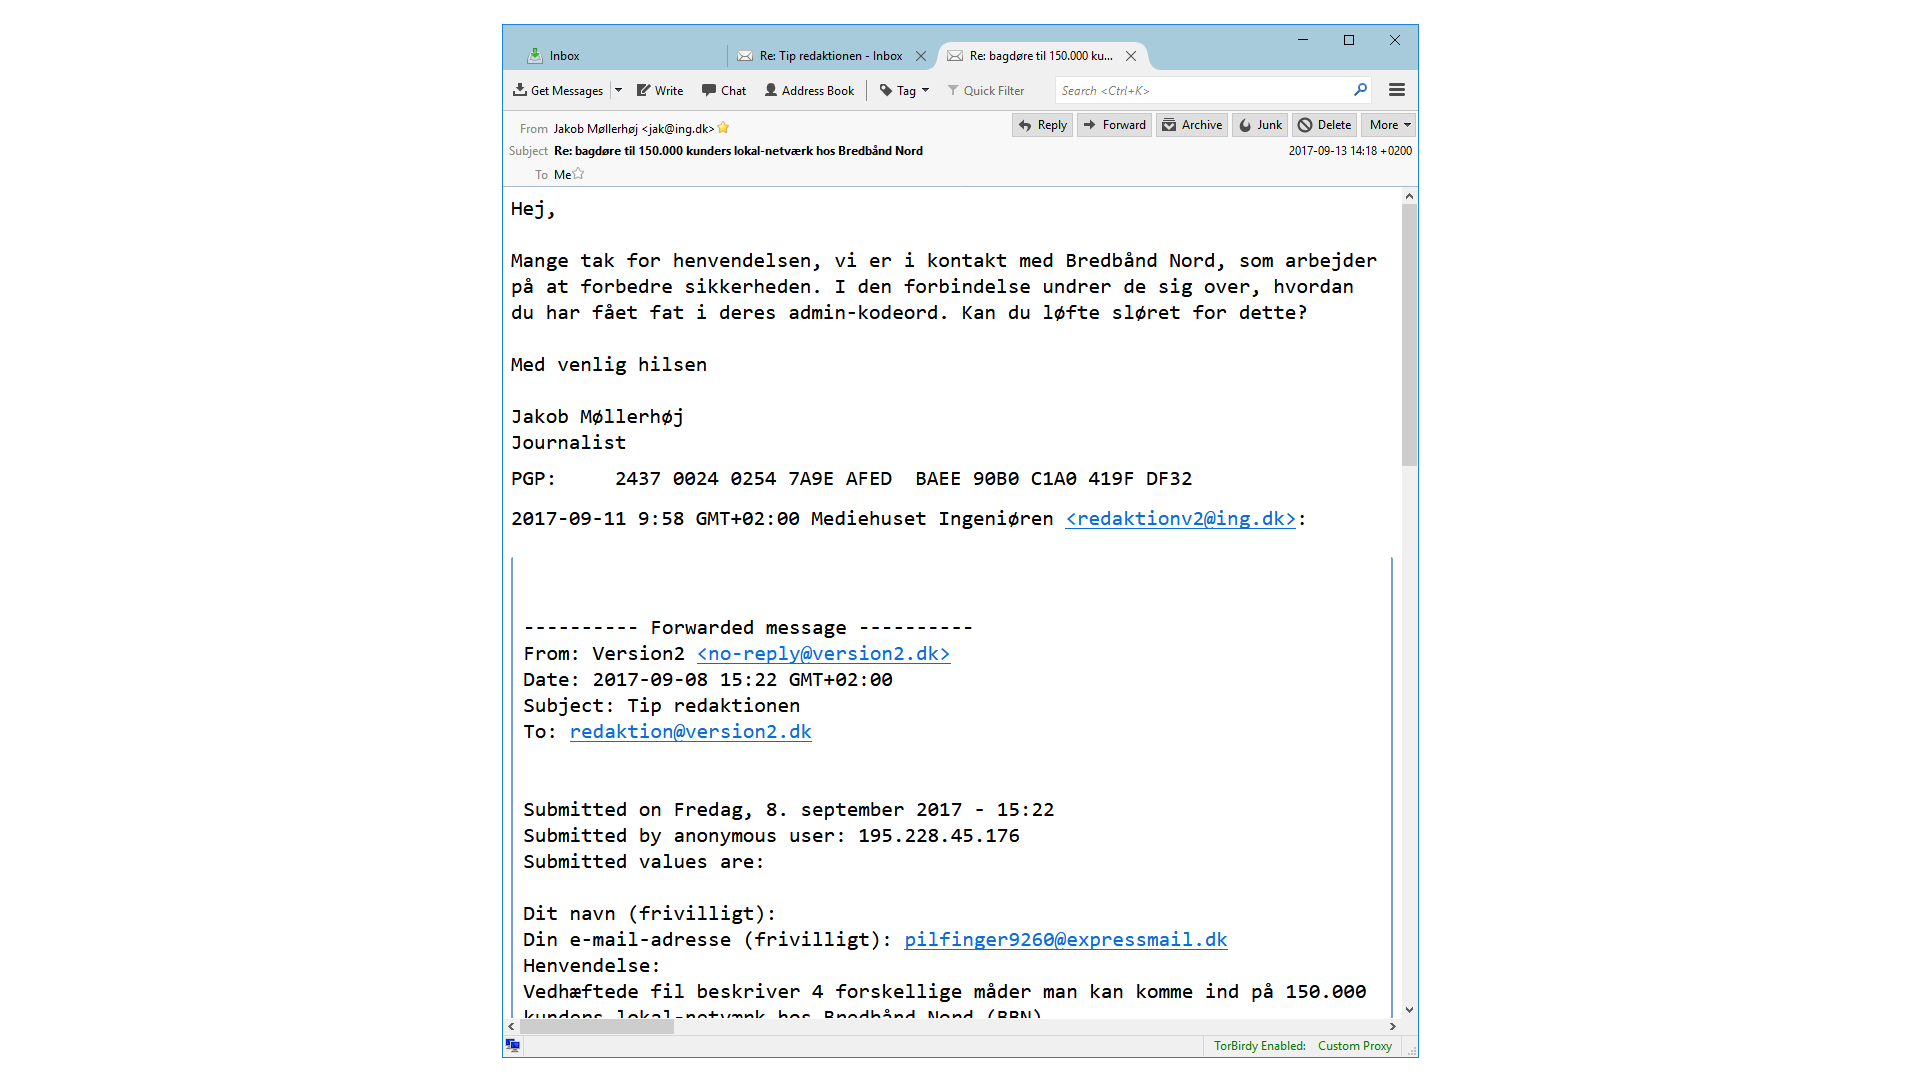 Inbox
Re: Tip redaktionen - Inbox
Re: bagdøre til 150.000 ku...
Get Messages
Write
Chat
Address Book
Tag
Quick Filter
Search <Ctrl+K>
From Jakob Møllerhøj <jak@ing.dk>
Reply
Forward
Archive
Junk
Delete
More
Subject Re: bagdøre til 150.000 kunders lokal-netværk hos Bredbånd Nord
2017-09-13 14:18 +0200
To Me
Hej,
Mange tak for henvendelsen, vi er i kontakt med Bredbånd Nord, som arbejder
på at forbedre sikkerheden. I den forbindelse undrer de sig over, hvordan
du har fået fat i deres admin-kodeord. Kan du løfte sløret for dette?
Med venlig hilsen
Jakob Møllerhøj
Journalist
PGP: 2437 0024 0254 7A9E AFED BAEE 90B0 C1A0 419F DF32
2017-09-11 9:58 GMT+02:00 Mediehuset Ingeniøren <redaktionv2@ing.dk>:
---------- Forwarded message ----------
From: Version2 <no-reply@version2.dk>
Date: 2017-09-08 15:22 GMT+02:00
Subject: Tip redaktionen
To: redaktion@version2.dk
Submitted on Fredag, 8. september 2017 - 15:22
Submitted by anonymous user: 195.228.45.176
Submitted values are:
Dit navn (frivilligt):
Din e-mail-adresse (frivilligt): pilfinger9260@expressmail.dk
Henvendelse:
Vedhæftede fil beskriver 4 forskellige måder man kan komme ind på 150.000
kunders lokal-netværk hos Bredbånd Nord (BBN)
TorBirdy Enabled: Custom Proxy